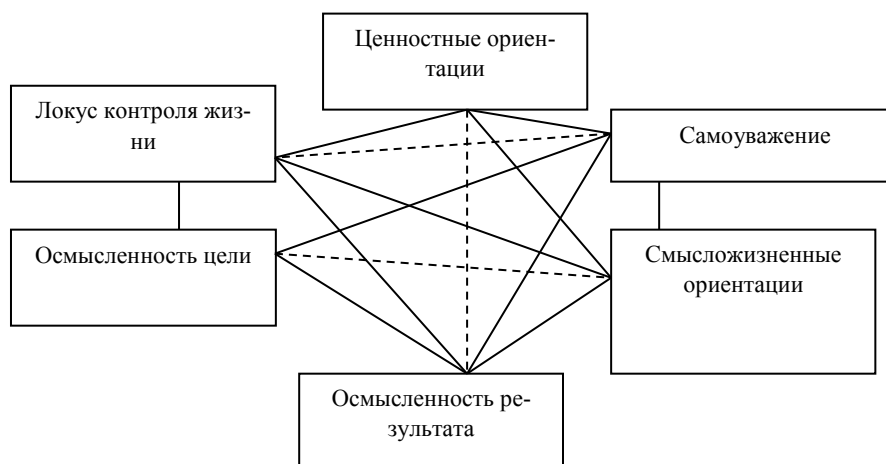 Ценностные ориен-
тации
Локус контроля жиз-
ни
Самоуважение
Осмысленность цели
Смысложизненные
ориентации
Осмысленность ре-
зультата